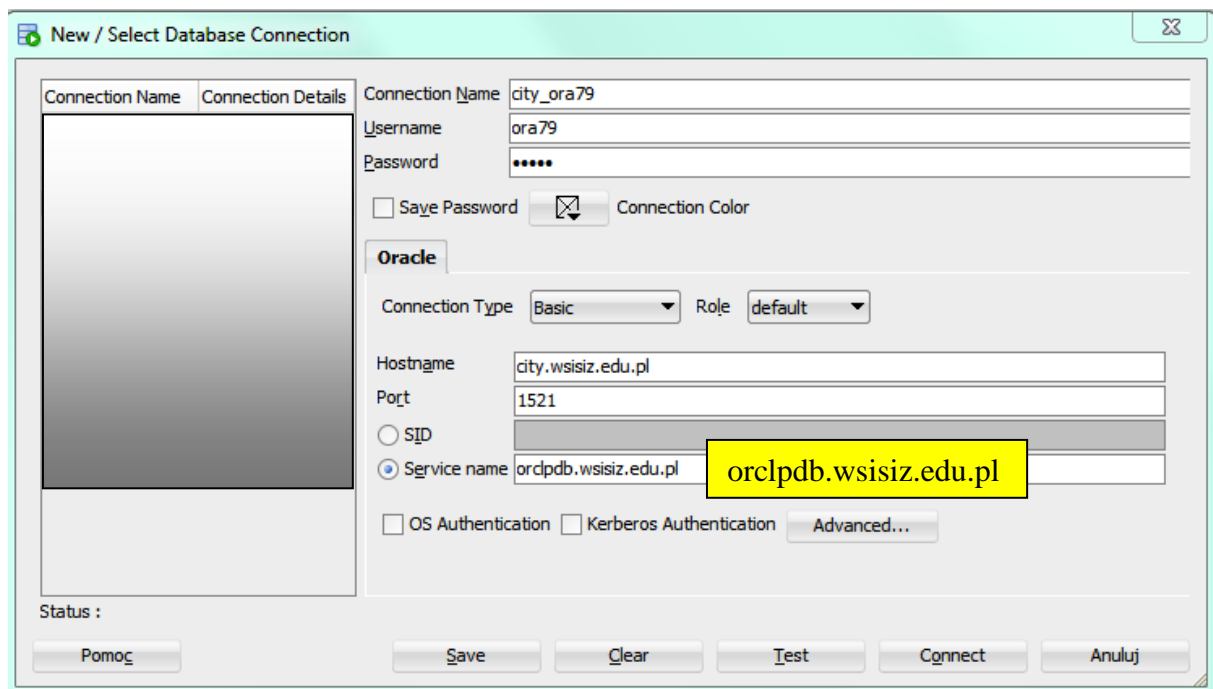 New / Select Database Connection
Connection Name Connection Details
Connection Name city_ora79
Username ora79
Password •••••
Save Password Connection Color
Oracle
Connection Type Basic Role default
Hostname city.wsisiz.edu.pl
Port 1521
SID
Service name orclpdb.wsisiz.edu.pl orclpdb.wsisiz.edu.pl
OS Authentication Kerberos Authentication Advanced...
Status :
Pomoc Save Clear Test Connect Anuluj